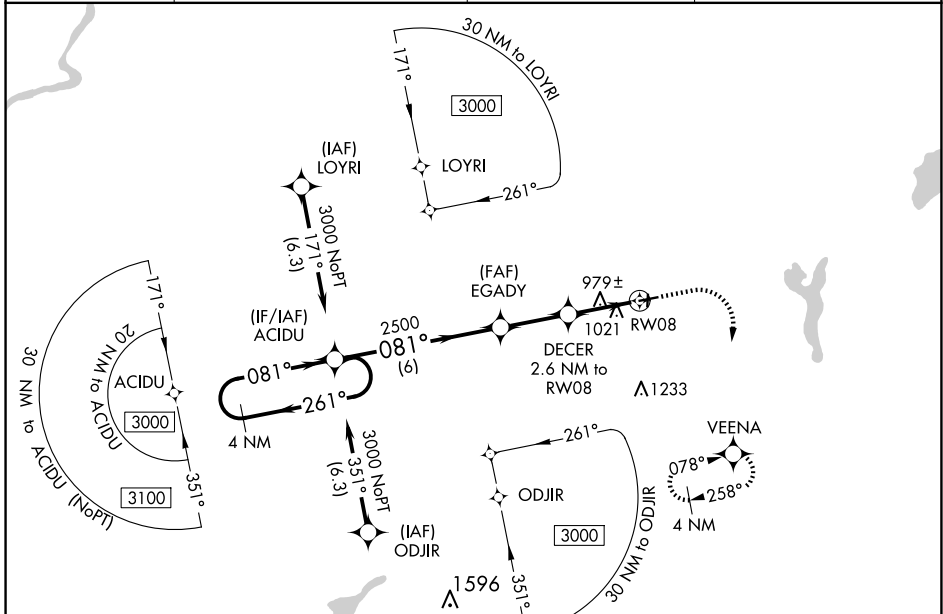 30 NM to LOYRI
171°
3000
LOYRI
261°
(IAF)
LOYRI
3000 NoPT
171°
(6.3)
(IF/IAF)
ACIDU
2500
081°
(6)
(FAF)
EGADY
979±
1021
RW08
DECER
2.6 NM to
RW08
1233
171°
20 NM to ACIDU
ACIDU
3000
3100
351°
30 NM to ACIDU (NoPT)
081°
261°
4 NM
3000 NoPT
351°
(6.3)
(IAF)
ODJIR
261°
ODJIR
3000
351°
30 NM to ODJIR
VEENA
078°
258°
4 NM
1596